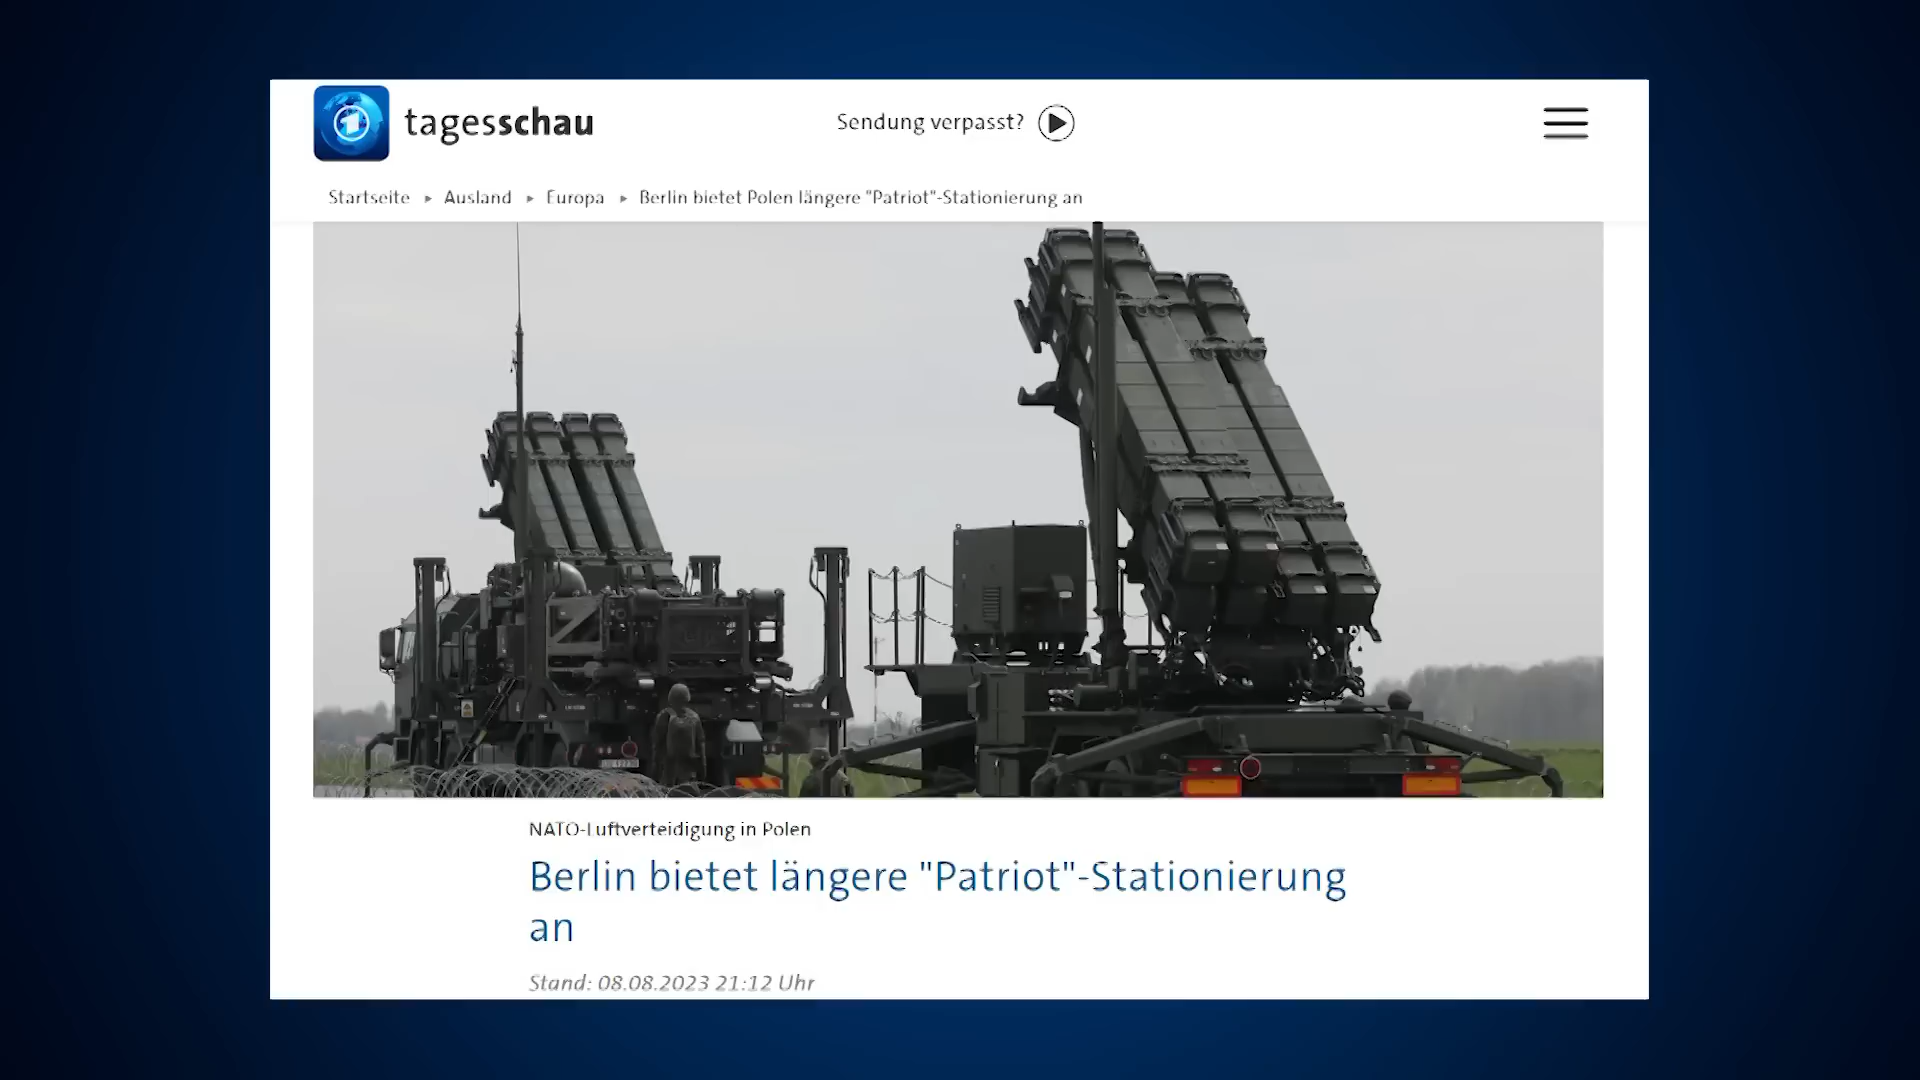 tagesschau
Sendung verpasst?
Startseite ▸ Ausland ▸ Europa ▸ Berlin bietet Polen längere "Patriot"-Stationierung an
NATO-Luftverteidigung in Polen
Berlin bietet längere "Patriot"-Stationierung
an
Stand: 08.08.2023 21:12 Uhr